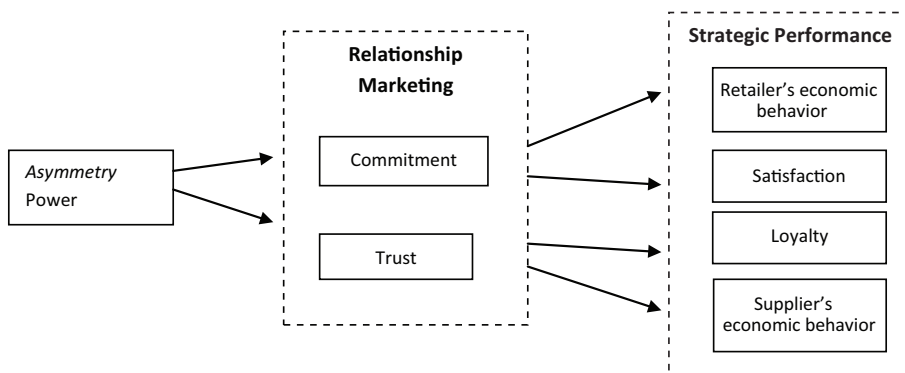 Asymmetry
Power
Relationship
Marketing
Commitment
Trust
Strategic Performance
Retailer's economic
behavior
Satisfaction
Loyalty
Supplier's
economic behavior